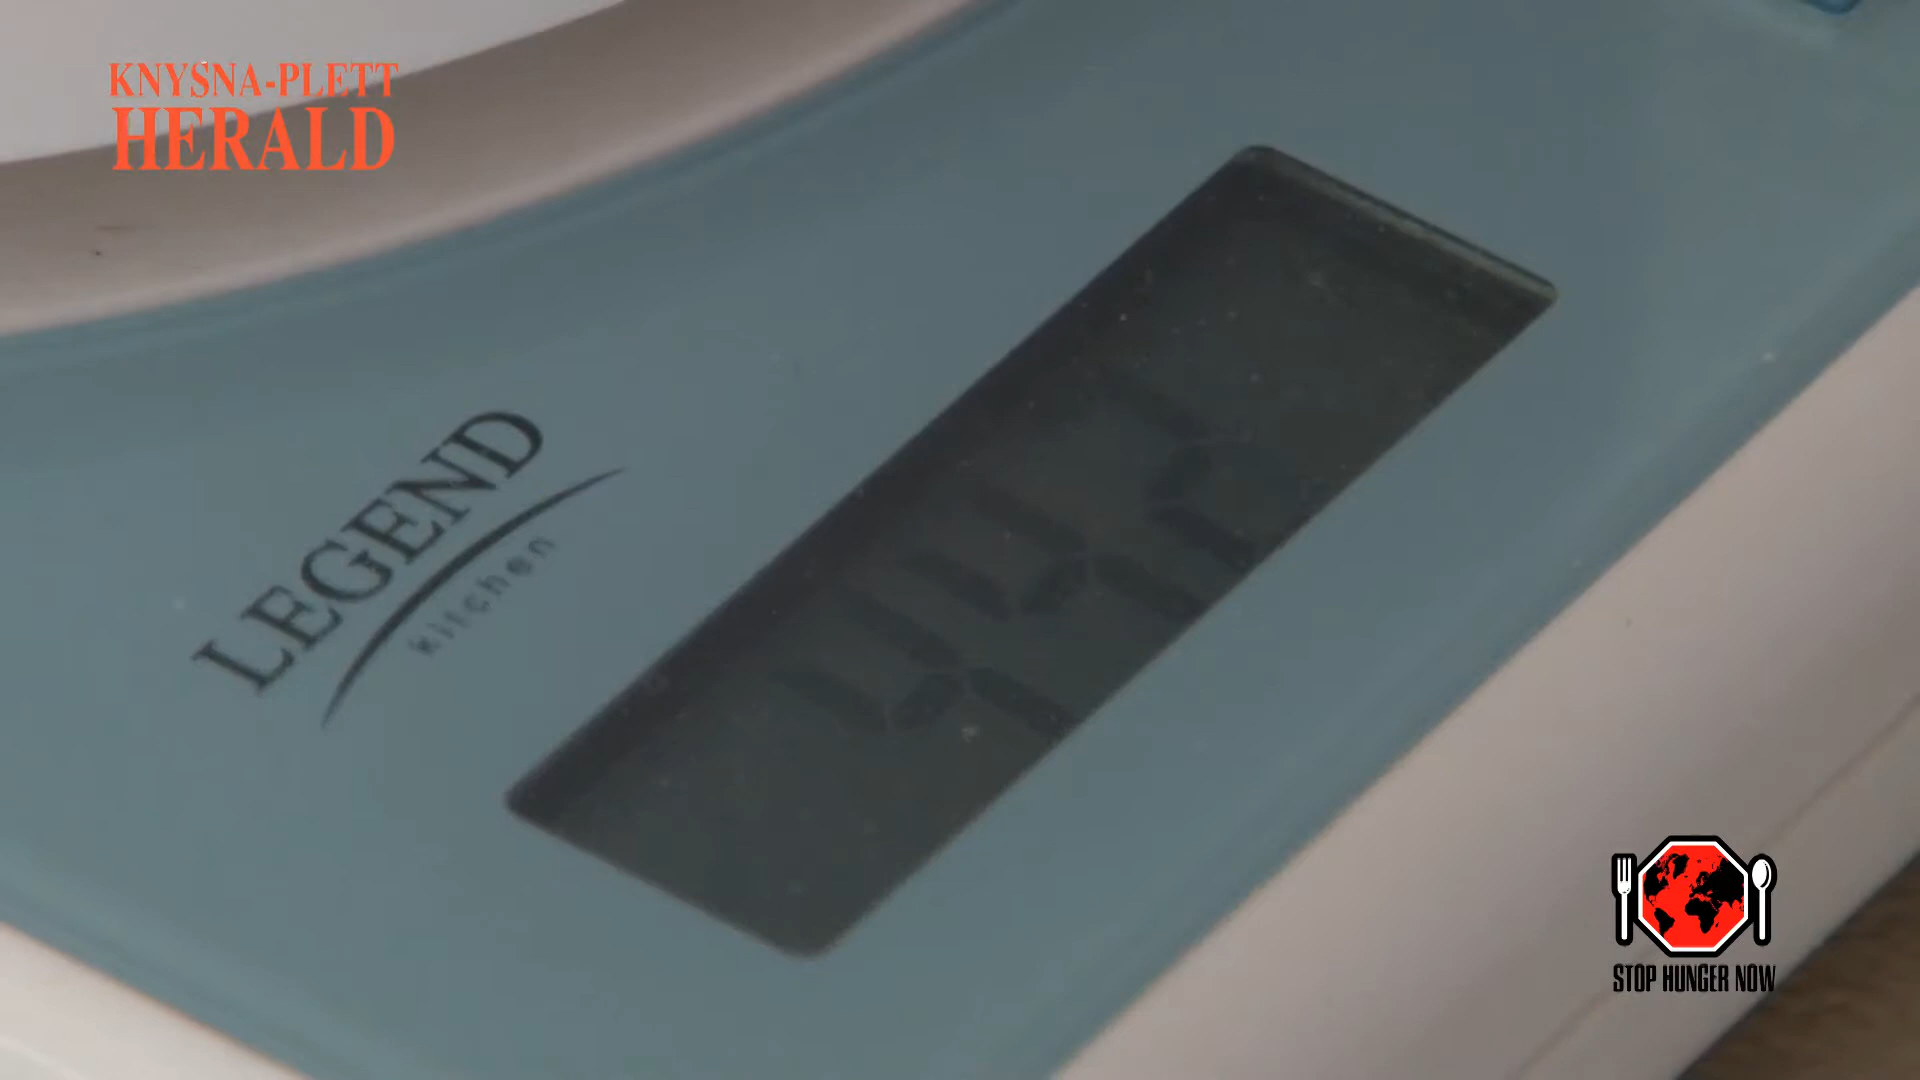 KNYSNA-PLETT
HERALD
LEGEND
kitchen
STOP HUNGER NOW